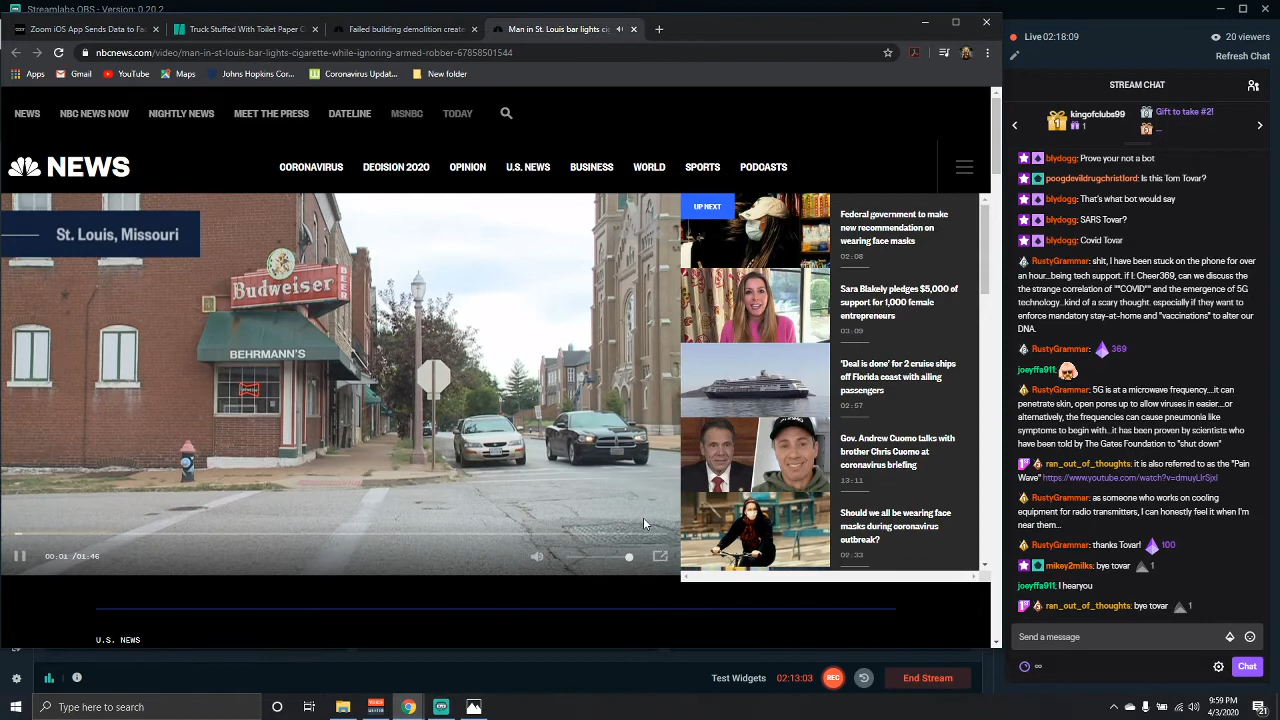 Streamlabs OBS - Version: 0.20.2
Zoom iOS App Sends Data to Fa
Truck Stuffed With Toilet Paper C
Failed building demolition create
Man in St. Louis bar lights cig
nbcnews.com/video/man-in-st-louis-bar-lights-cigarette-while-ignoring-armed-robber-67858501544
Apps
Gmail
YouTube
Maps
Johns Hopkins Cor...
Coronavirus Updat...
New folder
NEWS
NBC NEWS NOW
NIGHTLY NEWS
MEET THE PRESS
DATELINE
MSNBC
TODAY
NEWS
CORONAVIRUS
DECISION 2020
OPINION
U.S. NEWS
BUSINESS
WORLD
SPORTS
PODCASTS
St. Louis, Missouri
Budweiser
BEER
BEHRMANN'S
00:01 / 01:46
UP NEXT
Federal government to make
new recommendation on
wearing face masks
02:08
Sara Blakely pledges $5,000 of
support for 1,000 female
entrepreneurs
03:09
'Deal is done' for 2 cruise ships
off Florida coast with ailing
passengers
02:57
Gov. Andrew Cuomo talks with
brother Chris Cuomo at
coronavirus briefing
13:11
Should we all be wearing face
masks during coronavirus
outbreak?
02:33
U.S. NEWS
Live 02:18:09
20 viewers
Refresh Chat
STREAM CHAT
1
kingofclubs99
1
Gift to take #2!
blydogg: Prove your not a bot
poogdevildrugchristlord: Is this Tom Tovar?
blydogg: That's what bot would say
blydogg: SARS Tovar?
blydogg: Covid Tovar
RustyGrammar: shit, I have been stuck on the phone for over
an hour...being tech support. if I: Cheer369, can we discuss
the strange correlation of ""COVID"" and the emergence of 5G
technology...kind of a scary thought. especially if they want to
enforce mandatory stay-at-home and "vaccinations" to alter our
DNA.
RustyGrammar: 369
joeyffa911:
RustyGrammar: 5G is at a microwave frequency...it can
penetrate skin, open pores up to allow viruses in easier...or
alternatively, the frequencies can cause pneumonia like
symptoms to begin with...it has been proven by scientists who
have been told by The Gates Foundation to "shut down"
ran_out_of_thoughts: it is also referred to as the "Pain
RustyGrammar: as someone who works on cooling
equipment for radio transmitters, I can honestly feel it when I'm
near them...
RustyGrammar: thanks Tovar! 100
mikey2milks: bye tovar 1
joeyffa911: I hearyou
ran_out_of_thoughts: bye tovar 1
Send a message
Chat
Test Widgets
02:13:03
REC
End Stream
Type here to search
9:59 PM
4/3/2020